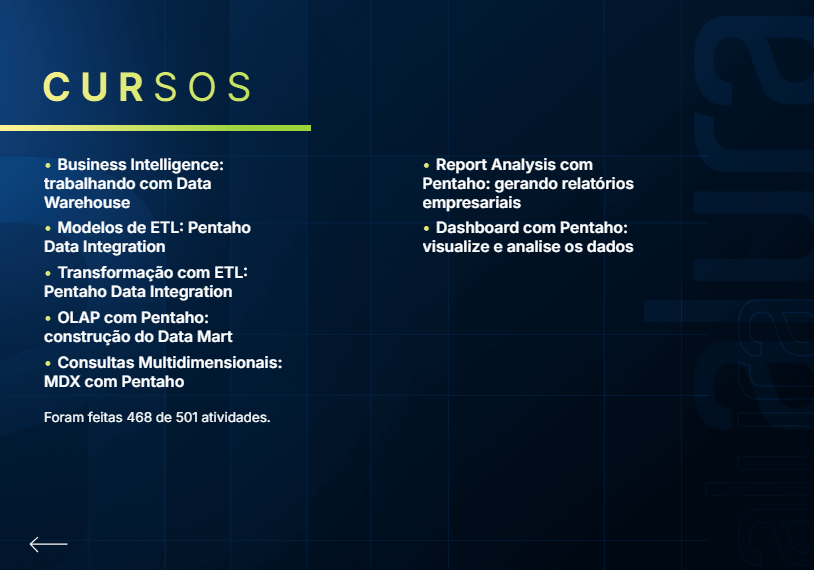 CURSOS
• Business Intelligence:
trabalhando com Data
Warehouse
• Modelos de ETL: Pentaho
Data Integration
• Transformação com ETL:
Pentaho Data Integration
• OLAP com Pentaho:
construção do Data Mart
• Consultas Multidimensionais:
MDX com Pentaho
Foram feitas 468 de 501 atividades.
• Report Analysis com
Pentaho: gerando relatórios
empresariais
• Dashboard com Pentaho:
visualize e analise os dados
alura
alura